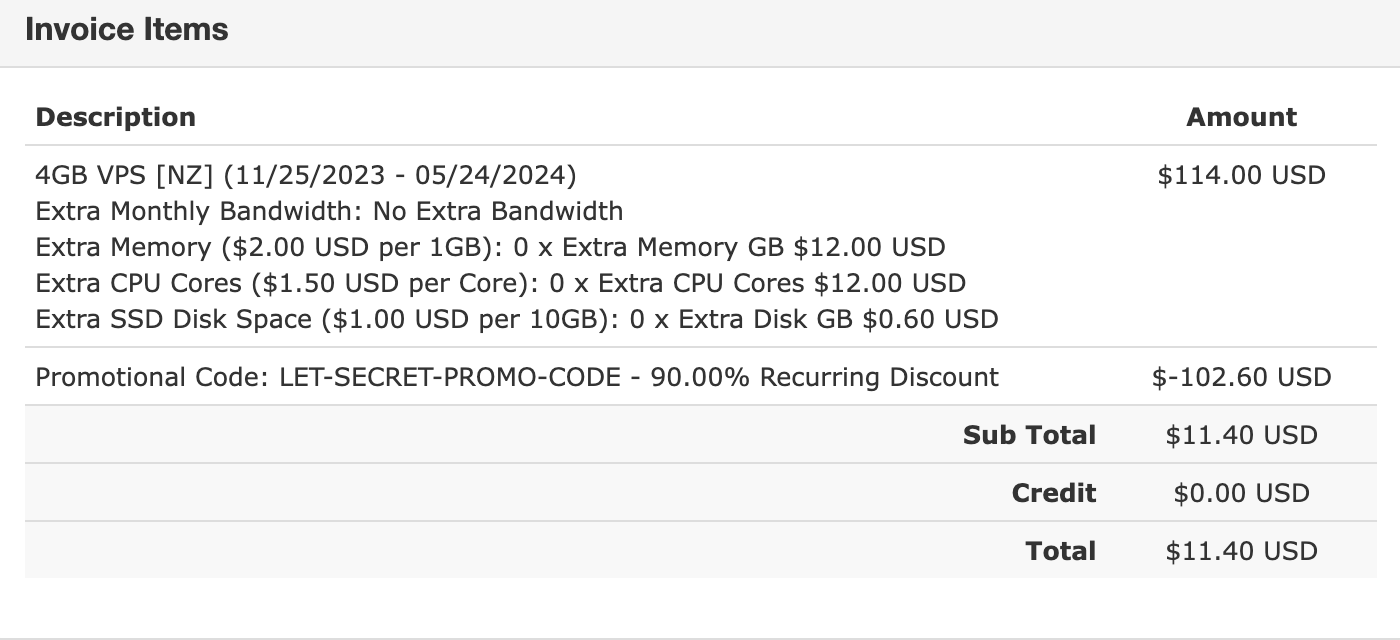 Invoice Items
Description Amount
4GB VPS [NZ] (11/25/2023 - 05/24/2024) $114.00 USD
Extra Monthly Bandwidth: No Extra Bandwidth
Extra Memory ($2.00 USD per 1GB): 0 x Extra Memory GB $12.00 USD
Extra CPU Cores ($1.50 USD per Core): 0 x Extra CPU Cores $12.00 USD
Extra SSD Disk Space ($1.00 USD per 10GB): 0 x Extra Disk GB $0.60 USD
Promotional Code: LET-SECRET-PROMO-CODE - 90.00% Recurring Discount $-102.60 USD
Sub Total $11.40 USD
Credit $0.00 USD
Total $11.40 USD